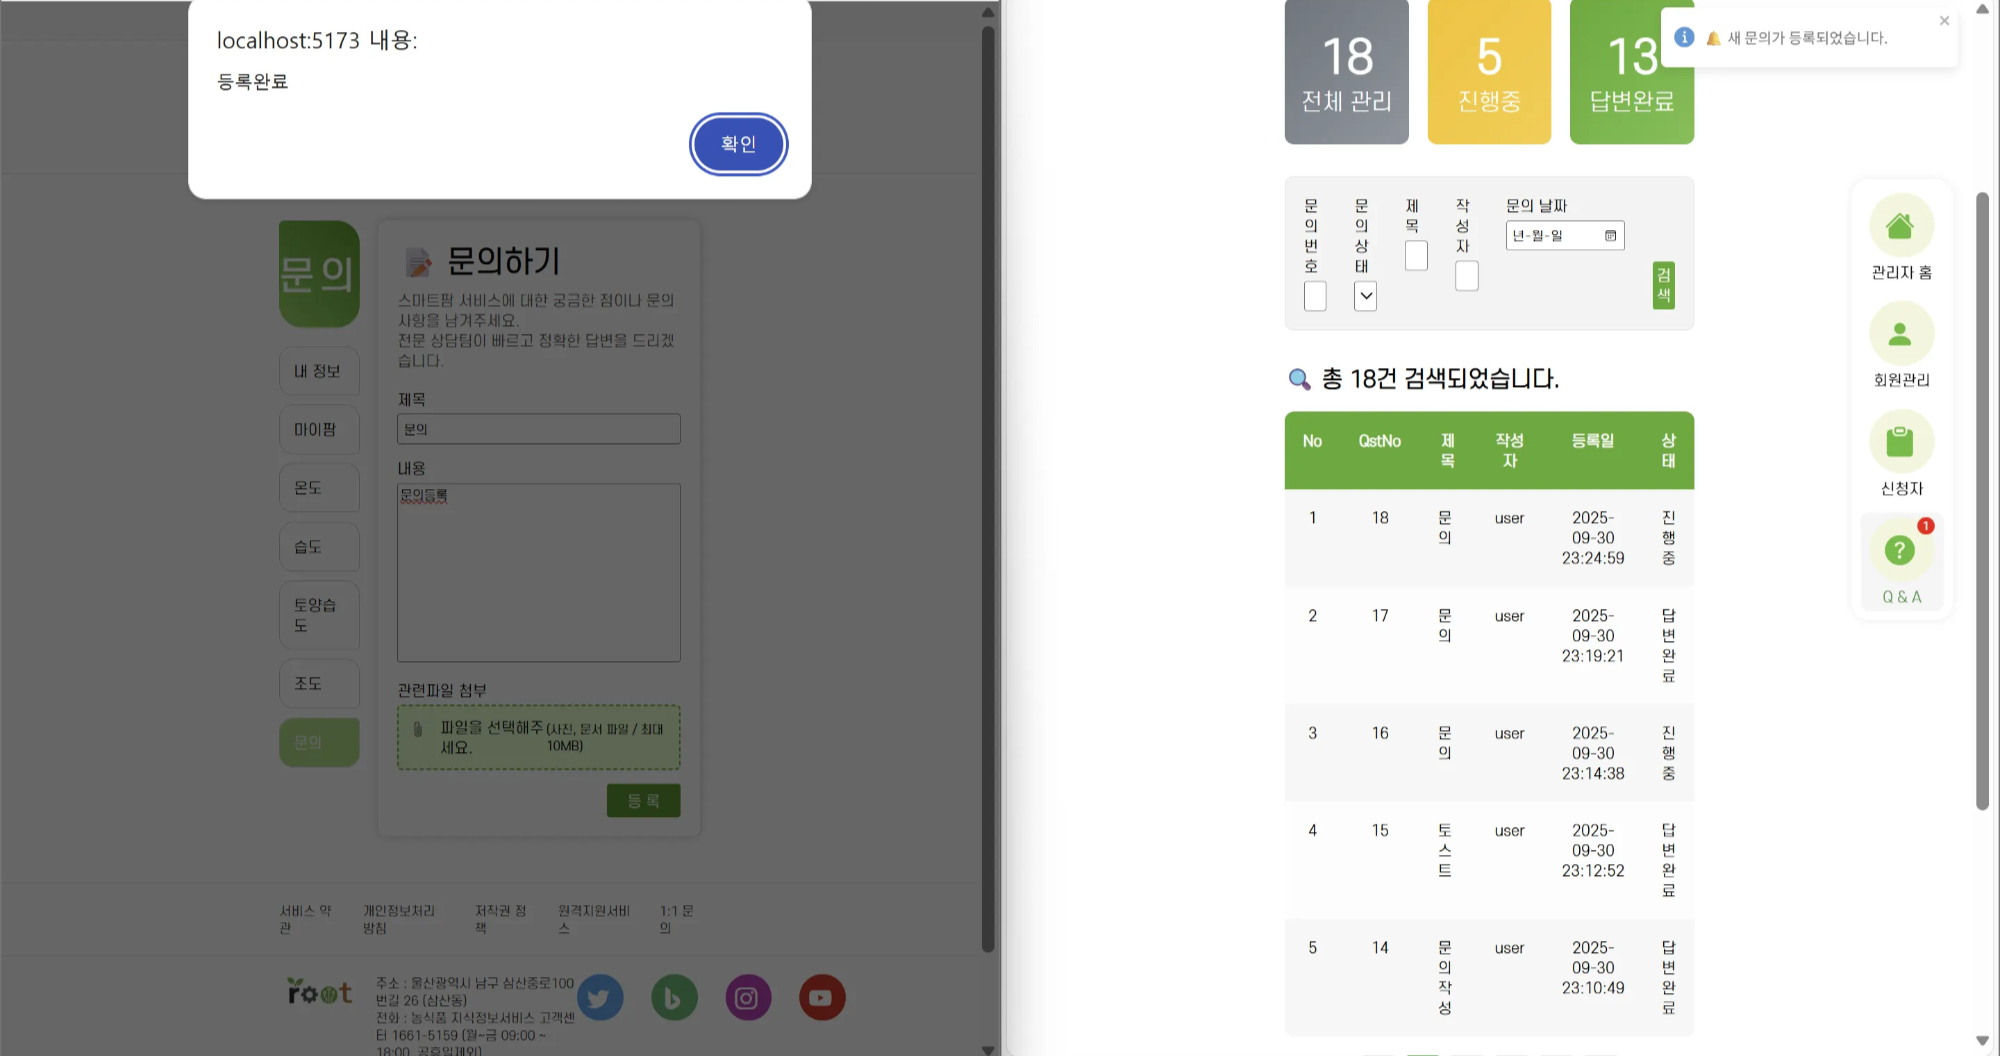 localhost:5173 내용:
등록완료
확인
문의
내 정보
마이팜
온도
습도
토양습
도
조도
문의
문의하기
스마트팜 서비스에 대한 궁금한 점이나 문의
사항을 남겨주세요.
전문 상담팀이 빠르고 정확한 답변을 드리겠
습니다.
제목
문의
내용
문의등록
관련파일 첨부
파일을 선택해주
세요.
(사진, 문서 파일 / 최대
10MB)
등 록
서비스 약
관
개인정보처리
방침
저작권 정
책
원격지원서비
스
1:1 문
의
root
주소 : 울산광역시 남구 삼산중로100
번길 26 (삼산동)
전화 : 농식품 지식정보서비스 고객센
터 1661-5159 (월~금 09:00 ~
18:00, 공휴일제외)
18
전체 관리
5
진행중
13
답변완료
새 문의가 등록되었습니다.
문
의
번
호
문
의
상
태
제
목
작
성
자
문의 날짜
년-월-일
검
색
총 18건 검색되었습니다.
No QstNo 제
목 작성
자 등록일 상
태
1 18 문
의 user 2025-
09-30
23:24:59 진
행
중
2 17 문
의 user 2025-
09-30
23:19:21 답
변
완
료
3 16 문
의 user 2025-
09-30
23:14:38 진
행
중
4 15 토
스
트 user 2025-
09-30
23:12:52 답
변
완
료
5 14 문
의
작
성 user 2025-
09-30
23:10:49 답
변
완
료
관리자 홈
회원관리
신청자
1
?
Q & A